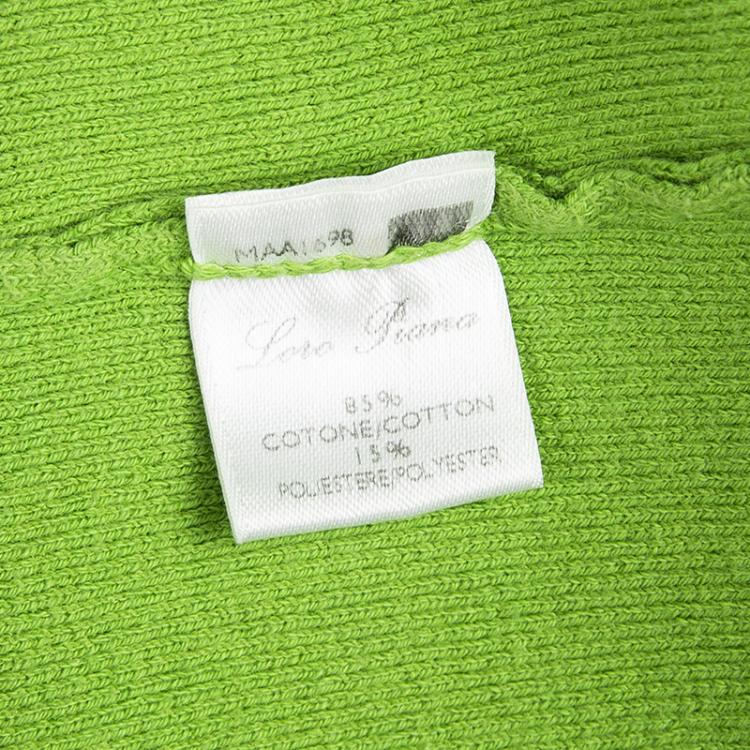 MAA1698
Loro Piana
85%
COTONE/COTTON
15%
POLIESTERE/POLYESTER